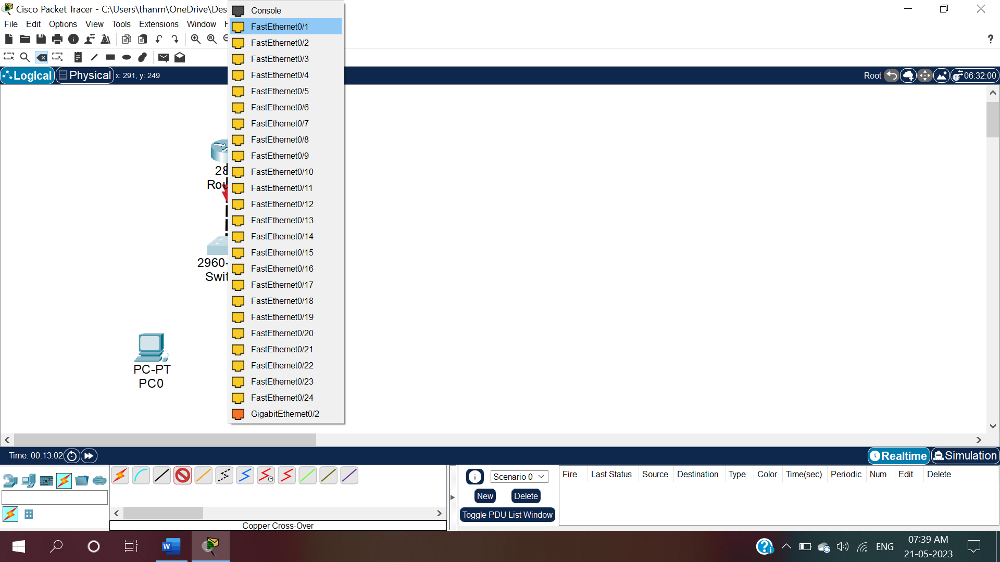 Cisco Packet Tracer - C:\Users\thanm\OneDrive\Des
File Edit Options View Tools Extensions Window
?
Logical Physical x: 291, y: 249 Root 06:32:00
Console
FastEthernet0/1
FastEthernet0/2
FastEthernet0/3
FastEthernet0/4
FastEthernet0/5
FastEthernet0/6
FastEthernet0/7
FastEthernet0/8
FastEthernet0/9
FastEthernet0/10
FastEthernet0/11
FastEthernet0/12
FastEthernet0/13
FastEthernet0/14
FastEthernet0/15
FastEthernet0/16
FastEthernet0/17
FastEthernet0/18
FastEthernet0/19
FastEthernet0/20
FastEthernet0/21
FastEthernet0/22
FastEthernet0/23
FastEthernet0/24
GigabitEthernet0/2
28
Rou
2960-
Swit
PC-PT
PC0
Time: 00:13:02 Realtime Simulation
Scenario 0
New Delete
Toggle PDU List Window
Fire Last Status Source Destination Type Color Time(sec) Periodic Num Edit Delete
Copper Cross-Over
ENG
07:39 AM
21-05-2023